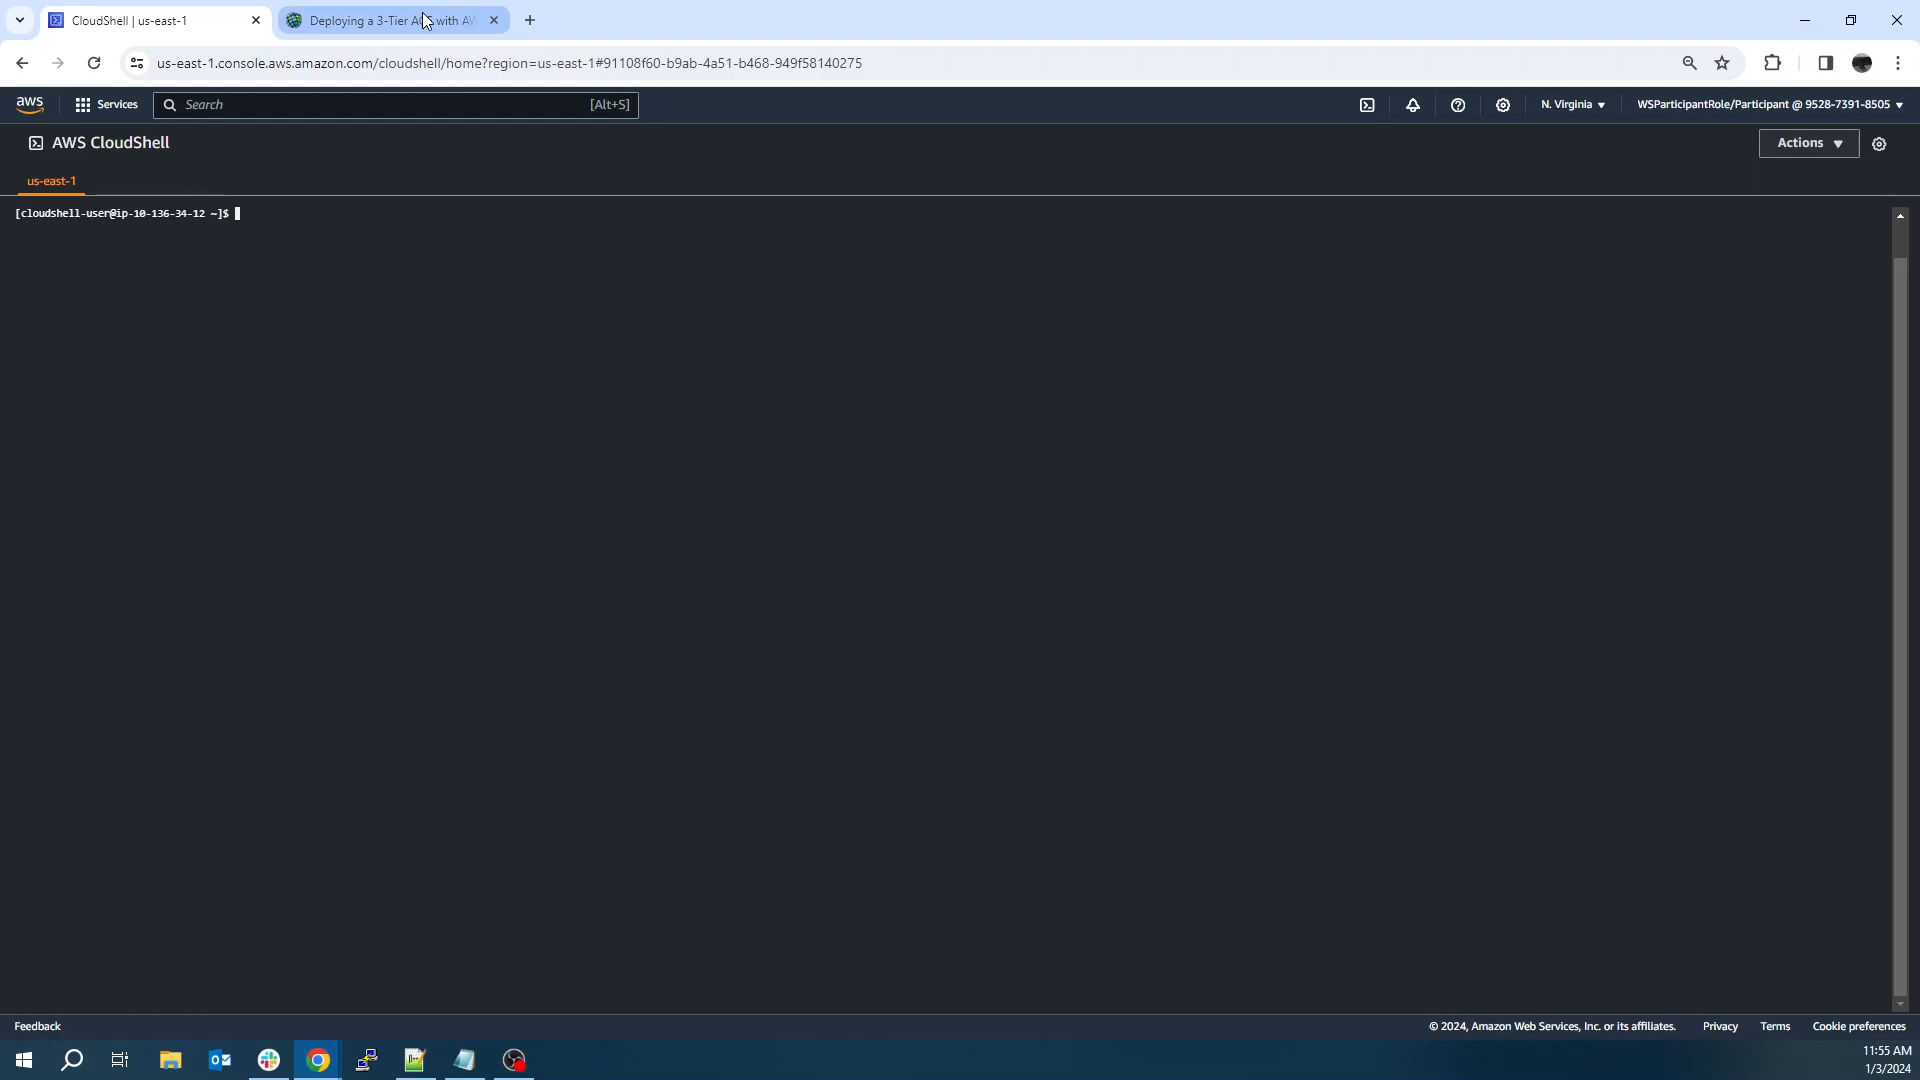 CloudShell | us-east-1
Deploying a 3-Tier with AW
us-east-1.console.aws.amazon.com/cloudshell/home?region=us-east-1#91108f60-b9ab-4a51-b468-949f58140275
aws
Services
Search
[Alt+S]
N. Virginia
WSParticipantRole/Participant @ 9528-7391-8505
AWS CloudShell
Actions
us-east-1
[cloudshell-user@ip-10-136-34-12 ~]$
Feedback
© 2024, Amazon Web Services, Inc. or its affiliates.
Privacy
Terms
Cookie preferences
11:55 AM
1/3/2024